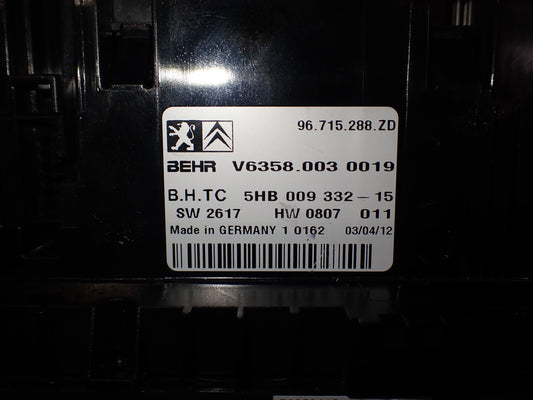 96.715.288.ZD
BEHR V6358.003 0019
B.H.TC 5HB 009 332-15
SW 2617 HW 0807 011
Made in GERMANY 1 0162 03/04/12